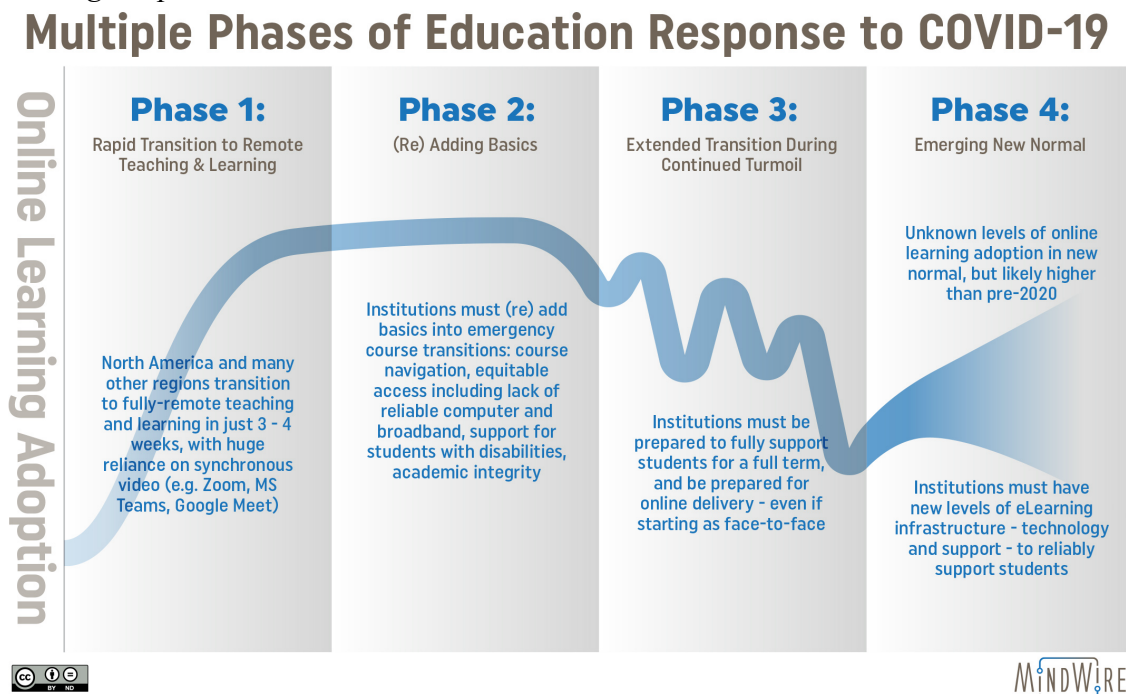 Multiple Phases of Education Response to COVID-19
Online Learning Adoption
Phase 1:
Rapid Transition to Remote
Teaching & Learning
North America and many
other regions transition
to fully-remote teaching
and learning in just 3 - 4
weeks, with huge
reliance on synchronous
video (e.g. Zoom, MS
Teams, Google Meet)
Phase 2:
(Re) Adding Basics
Institutions must (re) add
basics into emergency
course transitions: course
navigation, equitable
access including lack of
reliable computer and
broadband, support for
students with disabilities,
academic integrity
Phase 3:
Extended Transition During
Continued Turmoil
Institutions must be
prepared to fully support
students for a full term,
and be prepared for
online delivery - even if
starting as face-to-face
Phase 4:
Emerging New Normal
Unknown levels of online
learning adoption in new
normal, but likely higher
than pre-2020
Institutions must have
new levels of eLearning
infrastructure - technology
and support - to reliably
support students
cc BY ND
MINDWIRE